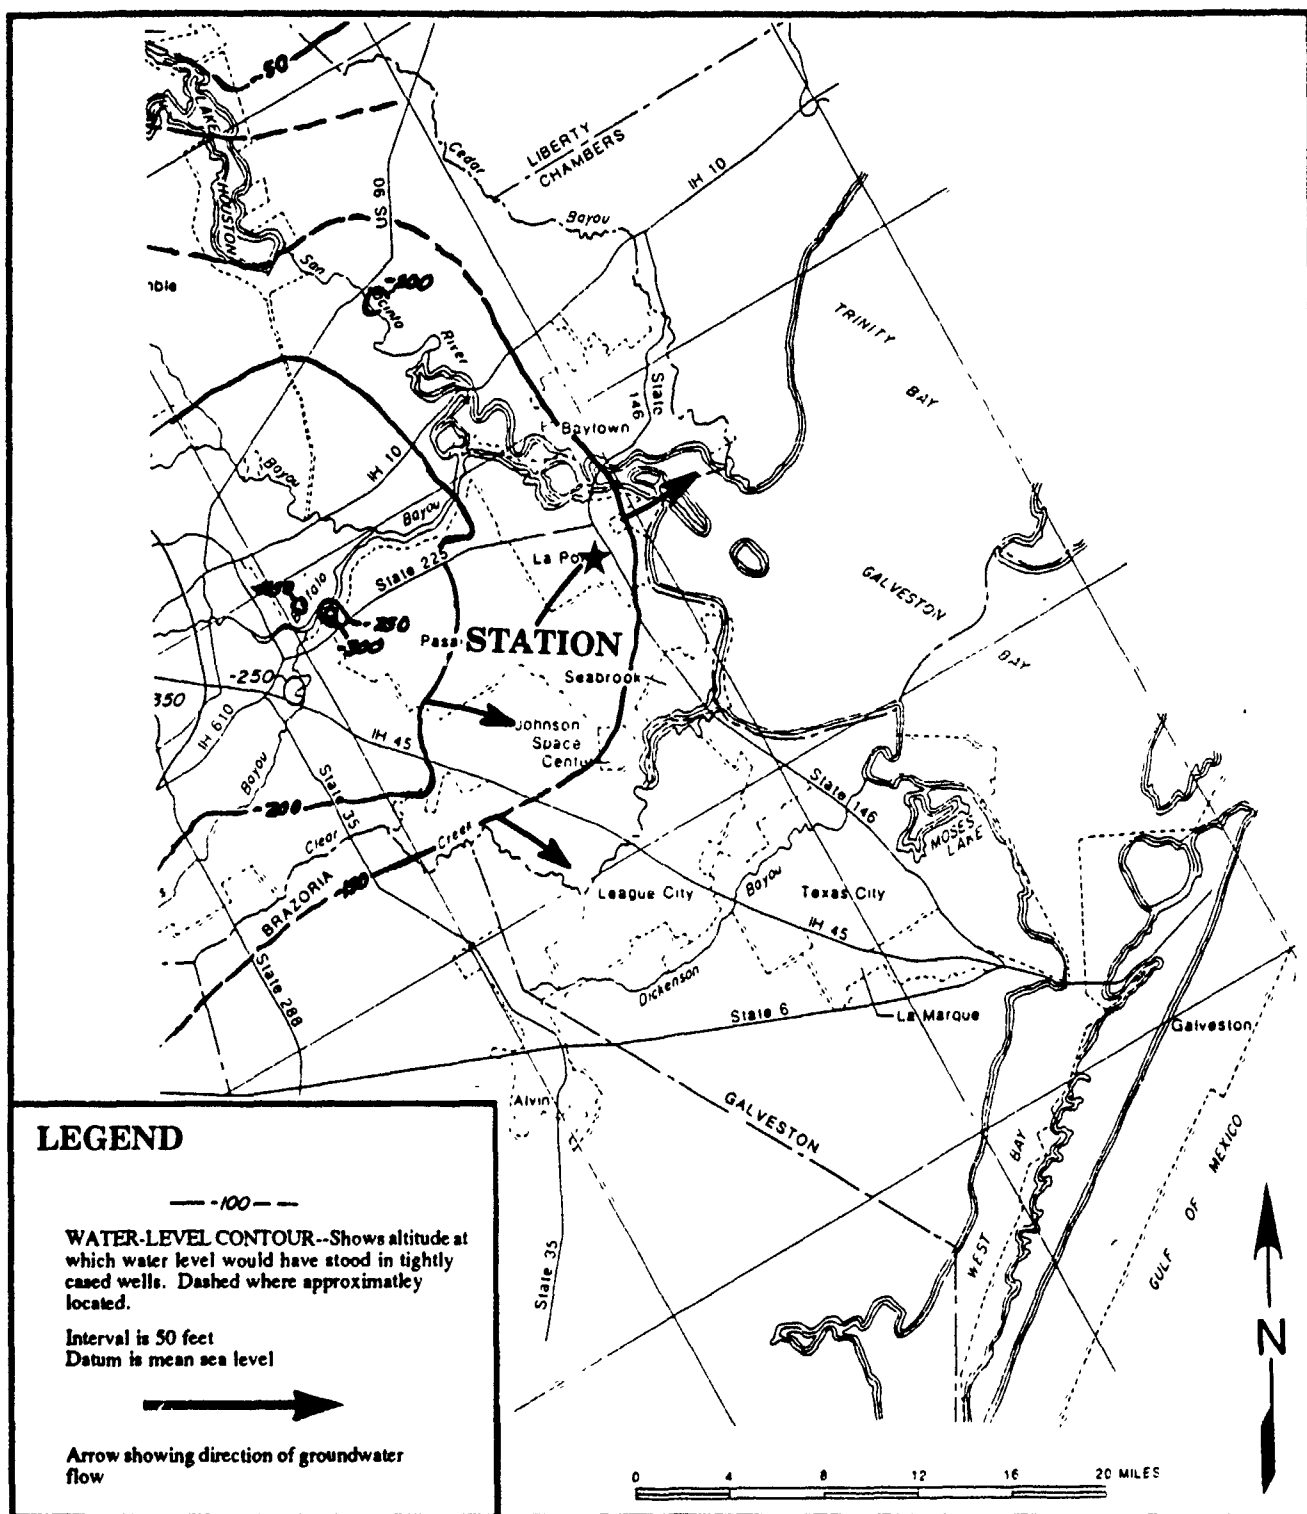 -50
LAKE
HOUSTON
US 90
Cedar
LIBERTY
CHAMBERS
IH 10
Bayou
San
-200
River
TRINITY
BAY
State
146
Baytown
Bayou
IH 10
Bayou
State 225
La Por
GALVESTON
BAY
-250
-300
Pasa
STATION
Seabrook
-250
350
IH 610
IH 45
Johnson
Space
Cente
Bayou
State 35
-200
State 146
MOSES
LAKE
Clear
Creek
-150
BRAZORIA
League City
Bayou
Texas City
IH 45
State 288
Dickenson
State 6
La Marque
Galveston
Alvin
GALVESTON
State 35
WEST
BAY
GULF OF MEXICO
N
LEGEND
-100
WATER-LEVEL CONTOUR--Shows altitude at
which water level would have stood in tightly
cased wells. Dashed where approximatley
located.
Interval is 50 feet
Datum is mean sea level
Arrow showing direction of groundwater
flow
0 4 8 12 16 20 MILES